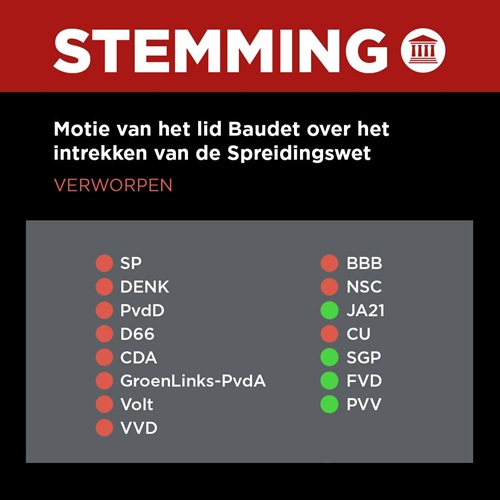 STEMMING
Motie van het lid Baudet over het
intrekken van de Spreidingswet
VERWORPEN
SP
DENK
PvdD
D66
CDA
GroenLinks-PvdA
Volt
VVD
BBB
NSC
JA21
CU
SGP
FVD
PVV